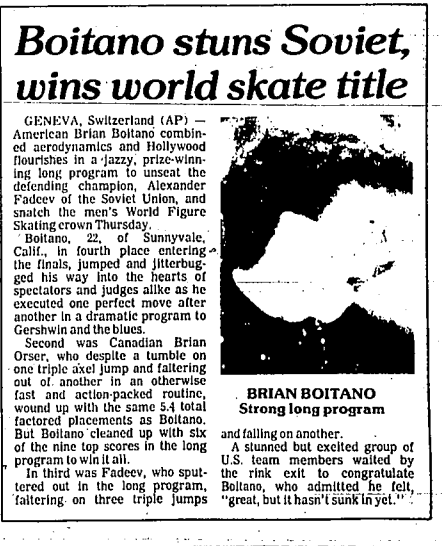 Boitano stuns Soviet,
wins world skate title
GENEVA, Switzerland (AP) —
American Brian Boitano combin-
ed aerodynamics and Hollywood
flourishes in a jazzy, prize-winn-
ing long program to unseat the
defending champion, Alexander
Fadeev of the Soviet Union, and
snatch the men's World Figure
Skating crown Thursday.
Boitano, 22, of Sunnyvale,
Calif., in fourth place entering
the finals, jumped and jitterbug-
ged his way into the hearts of
spectators and judges alike as he
executed one perfect move after
another in a dramatic program to
Gershwin and the blues.
Second was Canadian Brian
Orser, who despite a tumble on
one triple axel jump and faltering
out of another in an otherwise
fast and action-packed routine,
wound up with the same 5.4 total
factored placements as Boitano.
But Boitano cleaned up with six
of the nine top scores in the long
program to win it all.
In third was Fadeev, who sput-
tered out in the long program,
faltering on three triple jumps
BRIAN BOITANO
Strong long program
and falling on another.
A stunned but excited group of
U.S. team members waited by
the rink exit to congratulate
Boitano, who admitted he felt,
"great, but it hasn't sunk in yet."